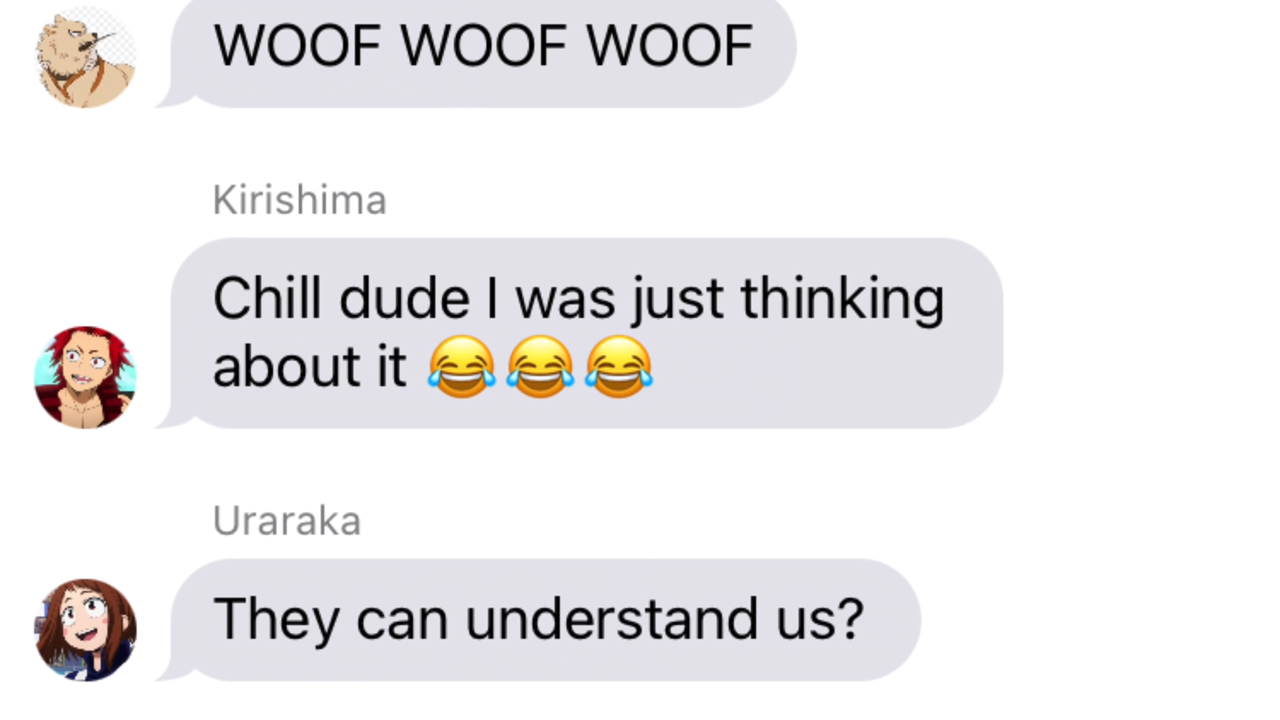 WOOF WOOF WOOF
Kirishima
Chill dude I was just thinking
about it 😂😂😂
Uraraka
They can understand us?